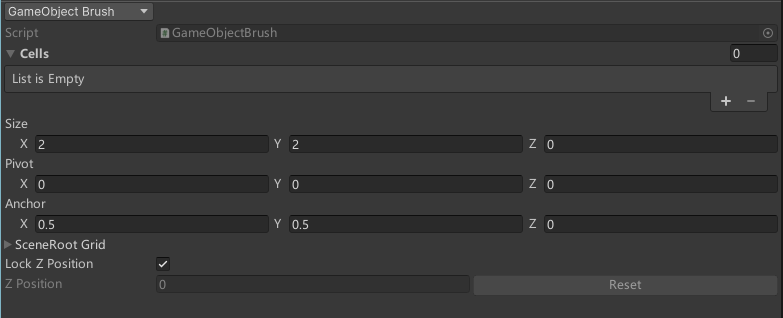 GameObject Brush
Script GameObjectBrush
Cells 0
List is Empty
+ −
Size
X 2 Y 2 Z 0
Pivot
X 0 Y 0 Z 0
Anchor
X 0.5 Y 0.5 Z 0
SceneRoot Grid
Lock Z Position
Z Position 0 Reset